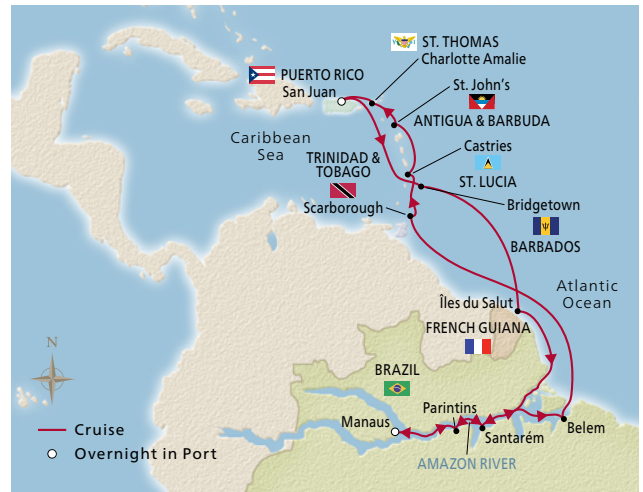 ST. THOMAS
Charlotte Amalie
PUERTO RICO
San Juan
St. John's
ANTIGUA & BARBUDA
Caribbean
Sea
Castries
ST. LUCIA
TRINIDAD &
TOBAGO
Scarborough
Bridgetown
BARBADOS
Atlantic
Ocean
Îles du Salut
FRENCH GUIANA
N
BRAZIL
Manaus
Parintins
Santarém
Belem
AMAZON RIVER
Cruise
Overnight in Port